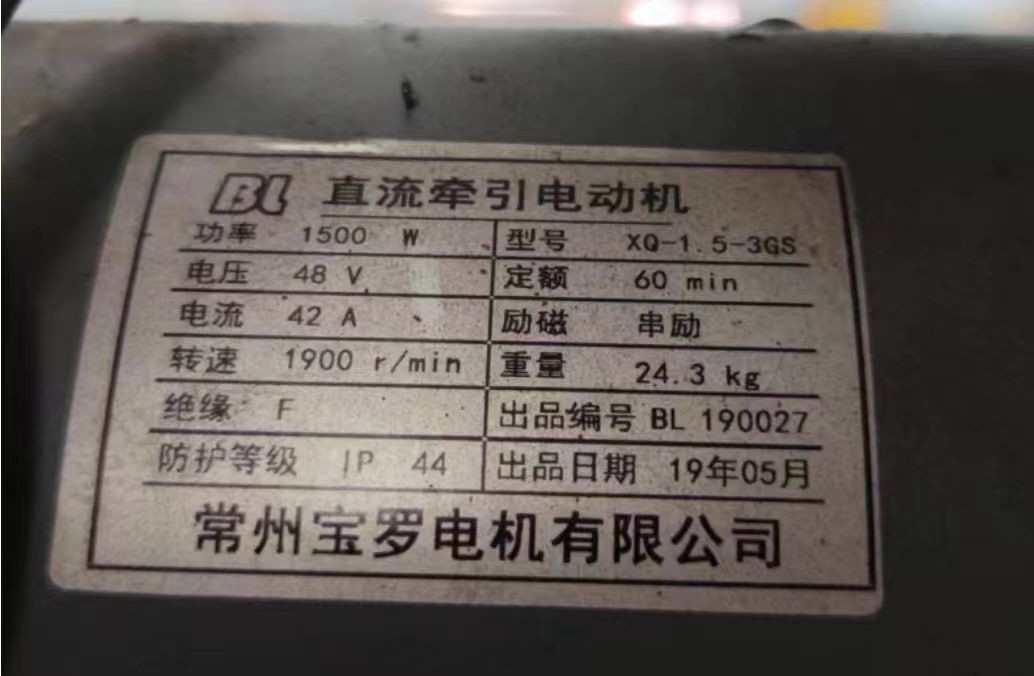 BL 直流牵引电动机
功率 1500 W 型号 XQ-1.5-3GS
电压 48 V 定额 60 min
电流 42 A 励磁 串励
转速 1900 r/min 重量 24.3 kg
绝缘 F 出品编号 BL 190027
防护等级 IP 44 出品日期 19年05月
常州宝罗电机有限公司